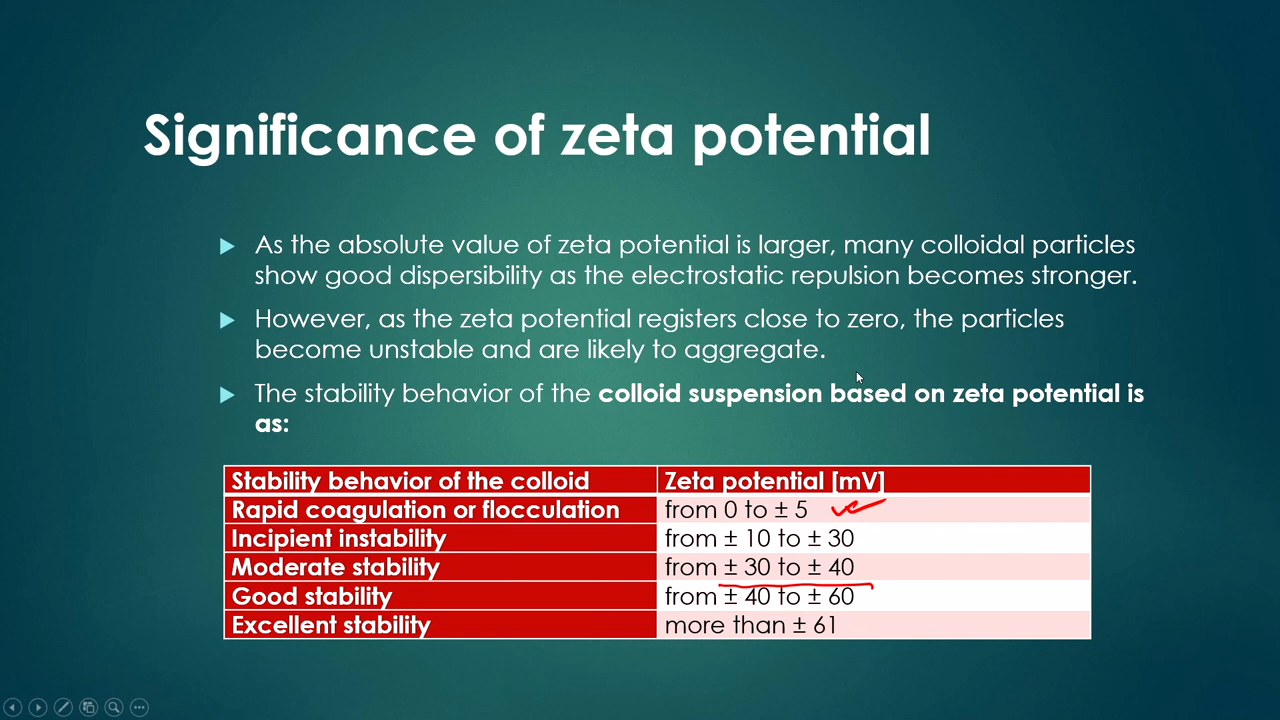 Significance of zeta potential
As the absolute value of zeta potential is larger, many colloidal particles
show good dispersibility as the electrostatic repulsion becomes stronger.
However, as the zeta potential registers close to zero, the particles
become unstable and are likely to aggregate.
The stability behavior of the colloid suspension based on zeta potential is
as:
Stability behavior of the colloid Zeta potential [mV]
Rapid coagulation or flocculation from 0 to ± 5
Incipient instability from ± 10 to ± 30
Moderate stability from ± 30 to ± 40
Good stability from ± 40 to ± 60
Excellent stability more than ± 61